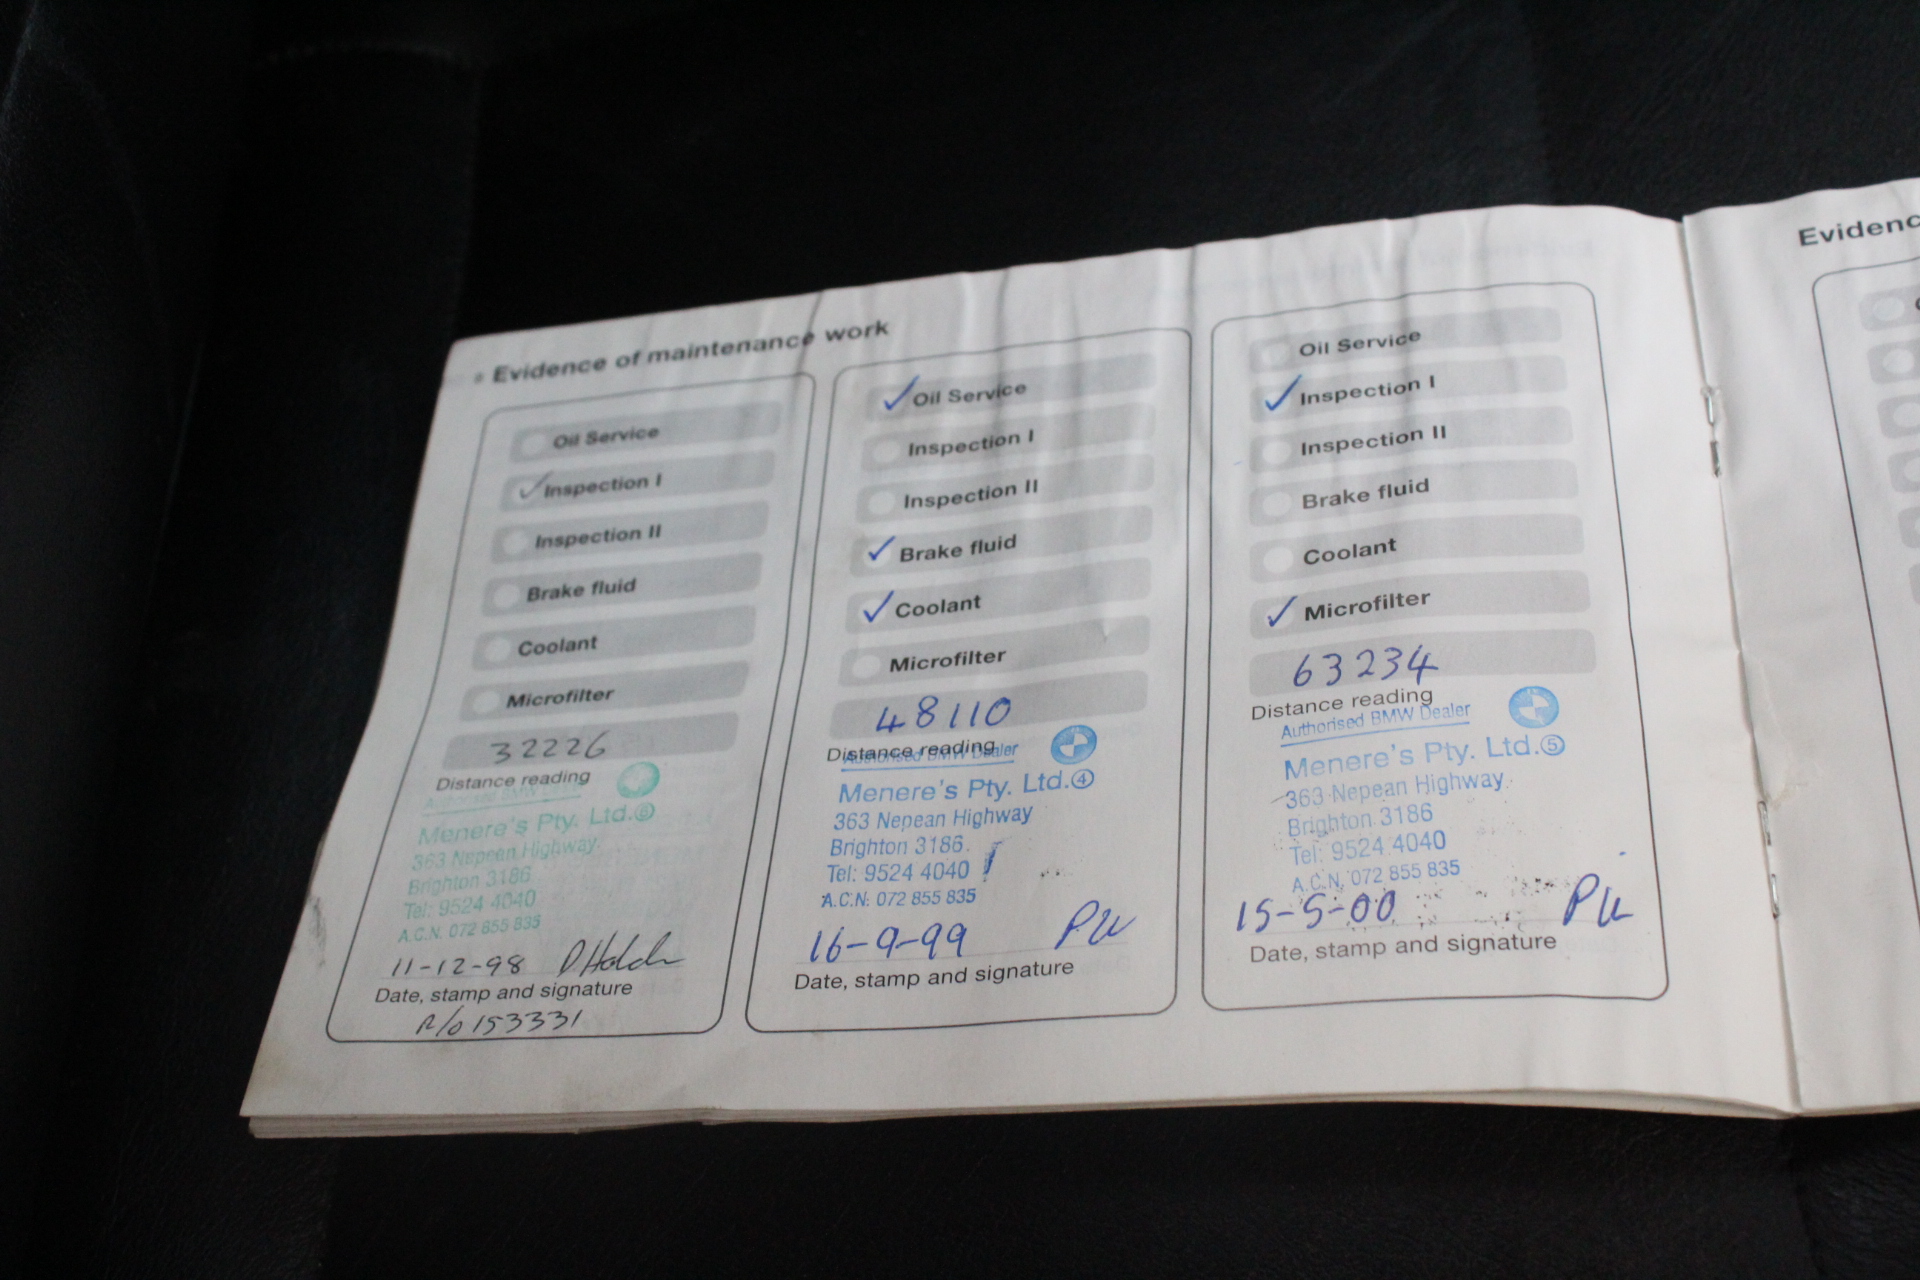 Evidence of maintenance work
Oil Service
✓ Inspection I
Inspection II
Brake fluid
Coolant
Microfilter
32226
Distance reading
Authorised BMW Dealer
Menere's Pty. Ltd.⑥
363 Nepean Highway
Brighton 3186
Tel: 9524 4040
A.C.N. 072 855 835
11-12-98
Date, stamp and signature
R/O 153331
✓ Oil Service
Inspection I
Inspection II
✓ Brake fluid
✓ Coolant
Microfilter
48110
Distance reading
Authorised BMW Dealer
Menere's Pty. Ltd.④
363 Nepean Highway
Brighton 3186
Tel: 9524 4040
A.C.N: 072 855 835
16-9-99
Date, stamp and signature
Oil Service
✓ Inspection I
Inspection II
Brake fluid
Coolant
✓ Microfilter
63234
Distance reading
Authorised BMW Dealer
Menere's Pty. Ltd.⑤
363 Nepean Highway
Brighton 3186
Tel: 9524 4040
A.C.N. 072 855 835
15-5-00
Date, stamp and signature
Evidenc